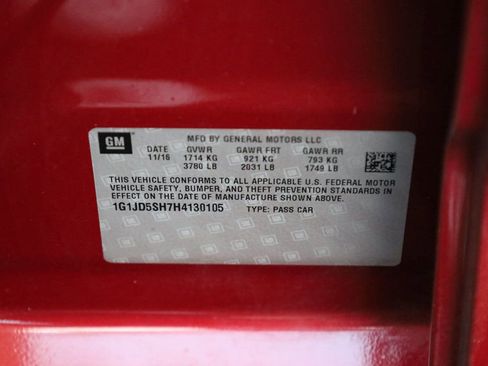 GM
MFD BY GENERAL MOTORS LLC
DATE GVWR GAWR FRT GAWR RR
11/16 1714 KG 921 KG 793 KG
3780 LB 2031 LB 1749 LB
THIS VEHICLE CONFORMS TO ALL APPLICABLE U.S. FEDERAL MOTOR
VEHICLE SAFETY, BUMPER, AND THEFT PREVENTION STANDARDS IN
EFFECT ON THE DATE OF MANUFACTURE SHOWN ABOVE.
1G1JD5SH7H4130105 TYPE: PASS CAR